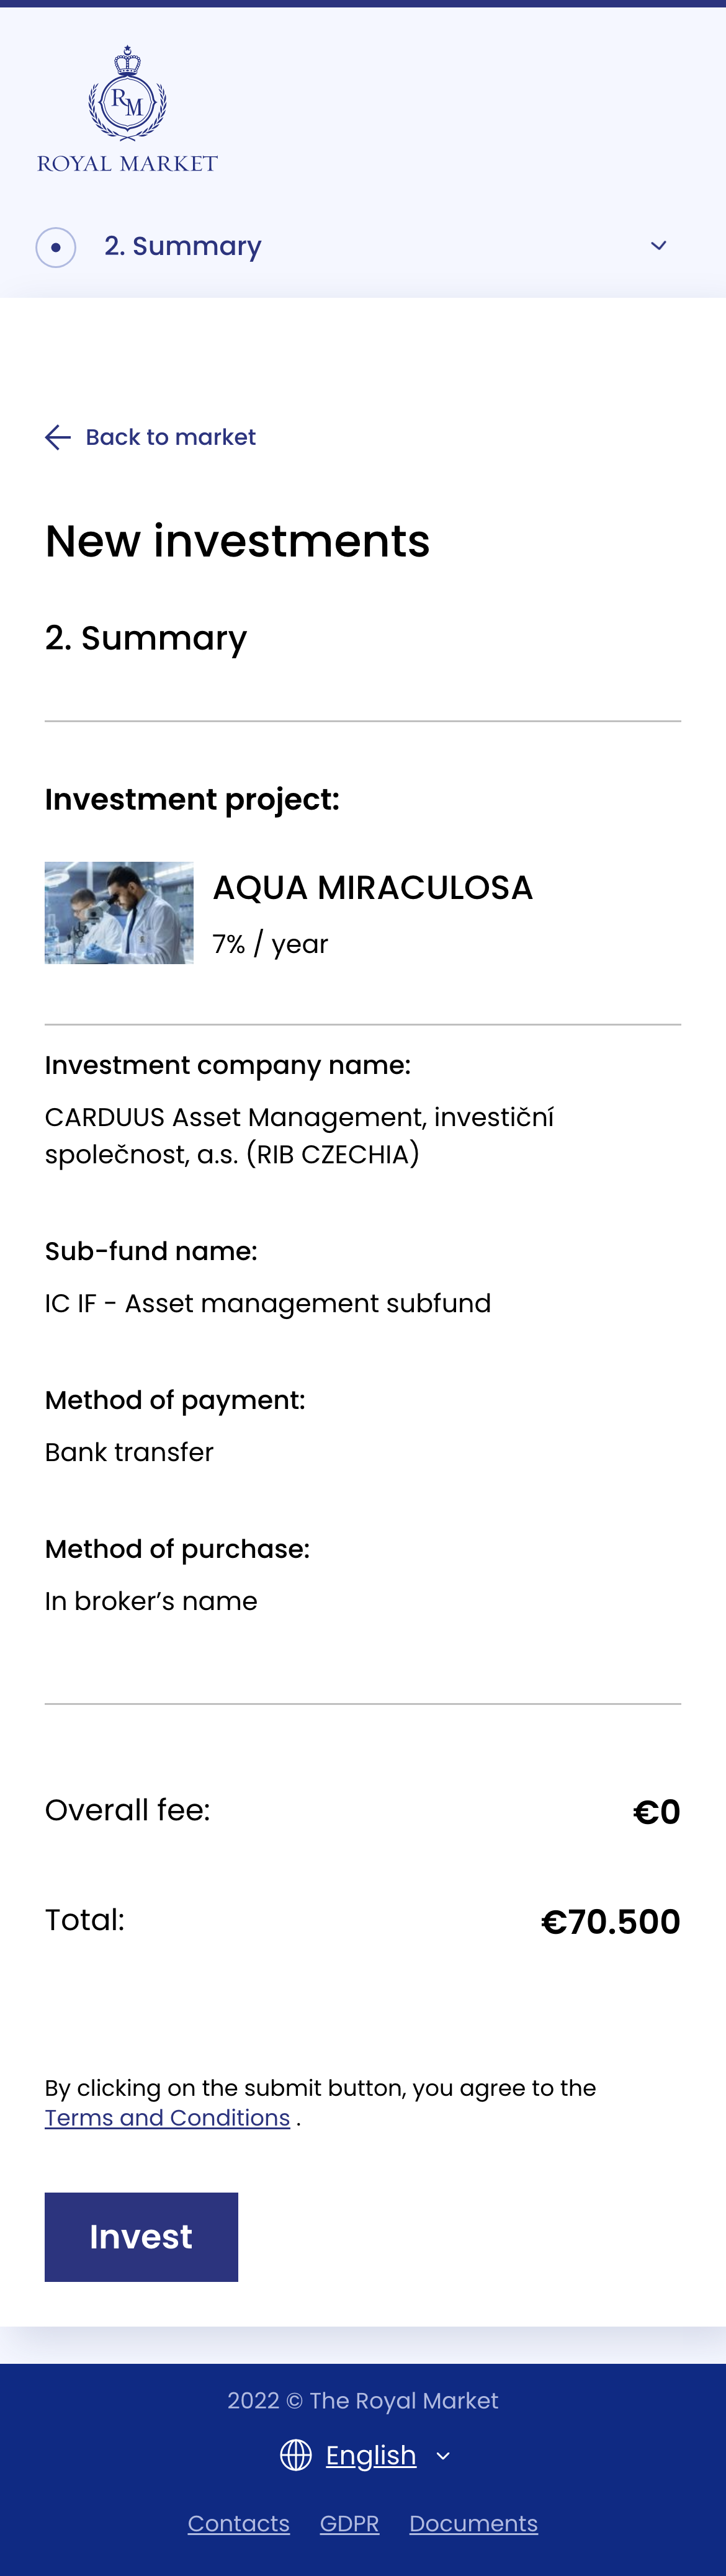 RM
ROYAL MARKET
2. Summary
Back to market
New investments
2. Summary
Investment project:
AQUA MIRACULOSA
7% / year
Investment company name:
CARDUUS Asset Management, investiční
společnost, a.s. (RIB CZECHIA)
Sub-fund name:
IC IF - Asset management subfund
Method of payment:
Bank transfer
Method of purchase:
In broker’s name
Overall fee: €0
Total: €70.500
By clicking on the submit button, you agree to the
Terms and Conditions .
Invest
2022 © The Royal Market
English
Contacts GDPR Documents